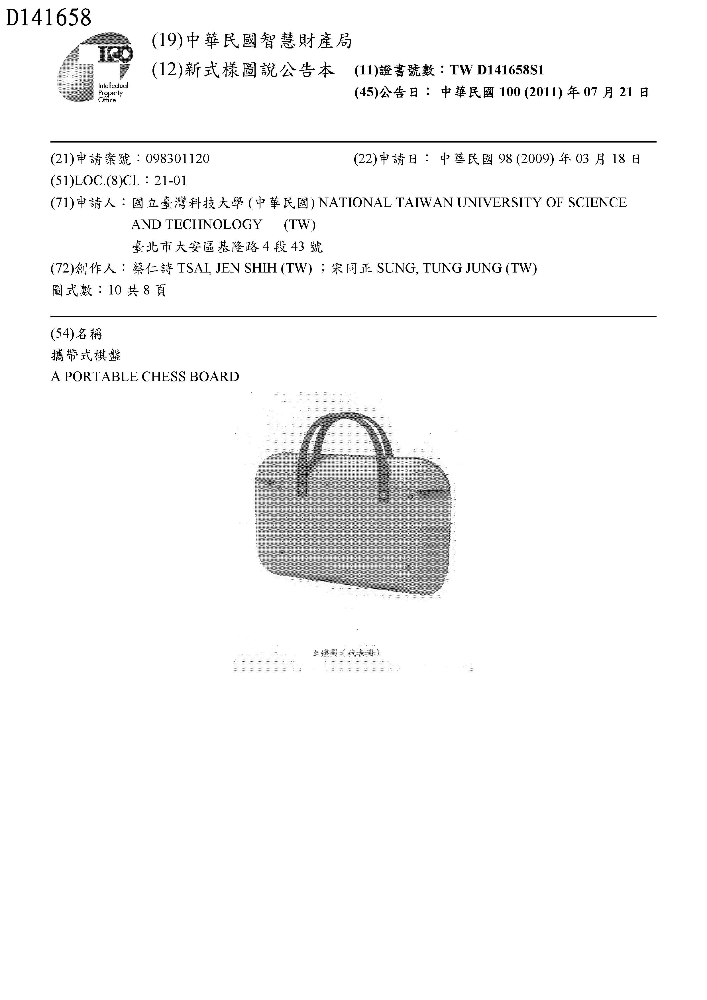 D141658
IPO
Intellectual
Property
Office
(19)中華民國智慧財產局
(12)新式樣圖說公告本
(11)證書號數：TW D141658S1
(45)公告日： 中華民國 100 (2011) 年 07 月 21 日
(21)申請案號：098301120
(22)申請日： 中華民國 98 (2009) 年 03 月 18 日
(51)LOC.(8)Cl.：21-01
(71)申請人：國立臺灣科技大學 (中華民國) NATIONAL TAIWAN UNIVERSITY OF SCIENCE
AND TECHNOLOGY (TW)
臺北市大安區基隆路 4 段 43 號
(72)創作人：蔡仁詩 TSAI, JEN SHIH (TW) ；宋同正 SUNG, TUNG JUNG (TW)
圖式數：10 共 8 頁
(54)名稱
攜帶式棋盤
A PORTABLE CHESS BOARD
立體圖（代表圖）